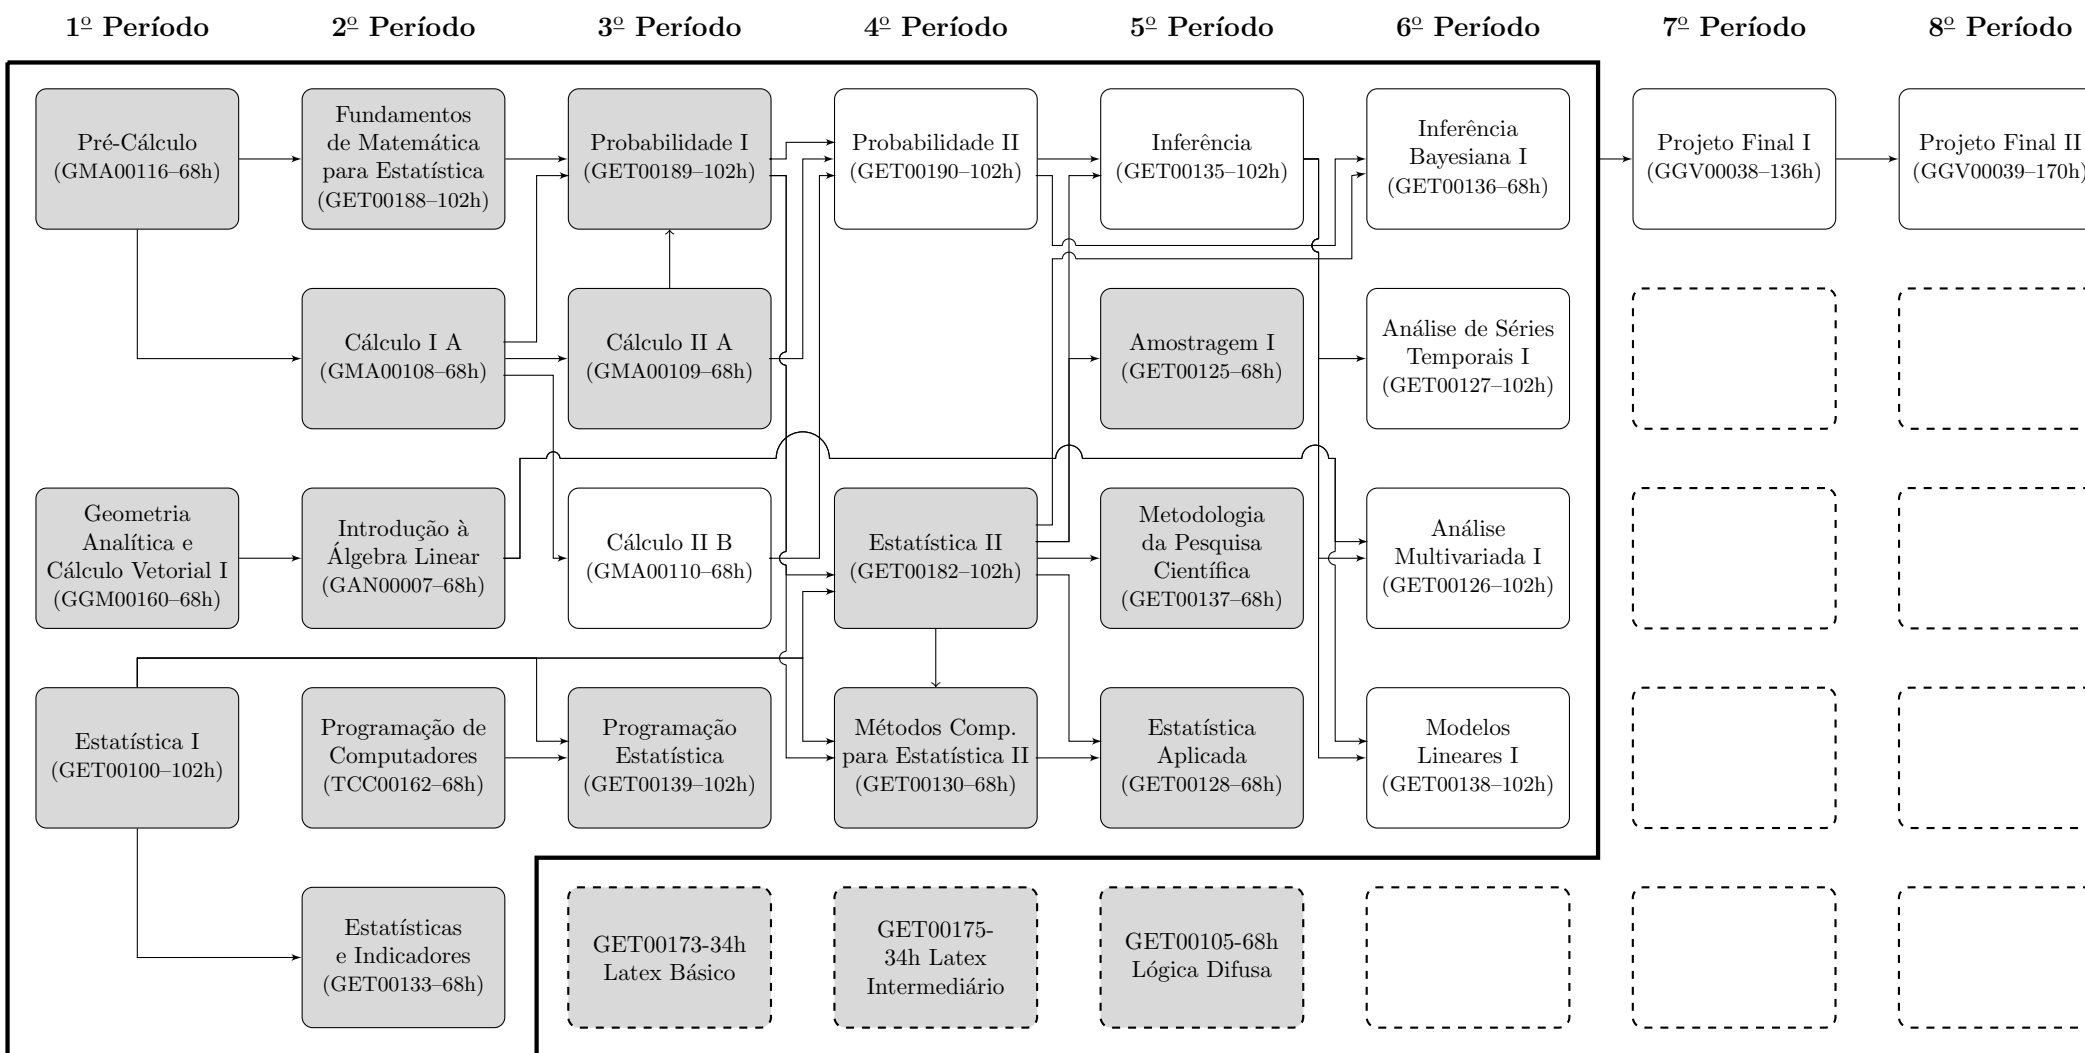 1º Período
2º Período
3º Período
4º Período
5º Período
6º Período
7º Período
8º Período
Pré-Cálculo
(GMA00116–68h)
Fundamentos
de Matemática
para Estatística
(GET00188–102h)
Probabilidade I
(GET00189–102h)
Probabilidade II
(GET00190–102h)
Inferência
(GET00135–102h)
Inferência
Bayesiana I
(GET00136–68h)
Projeto Final I
(GGV00038–136h)
Projeto Final II
(GGV00039–170h)
Cálculo I A
(GMA00108–68h)
Cálculo II A
(GMA00109–68h)
Amostragem I
(GET00125–68h)
Análise de Séries
Temporais I
(GET00127–102h)
Geometria
Analítica e
Cálculo Vetorial I
(GGM00160–68h)
Introdução à
Álgebra Linear
(GAN00007–68h)
Cálculo II B
(GMA00110–68h)
Estatística II
(GET00182–102h)
Metodologia
da Pesquisa
Científica
(GET00137–68h)
Análise
Multivariada I
(GET00126–102h)
Estatística I
(GET00100–102h)
Programação de
Computadores
(TCC00162–68h)
Programação
Estatística
(GET00139–102h)
Métodos Comp.
para Estatística II
(GET00130–68h)
Estatística
Aplicada
(GET00128–68h)
Modelos
Lineares I
(GET00138–102h)
Estatísticas
e Indicadores
(GET00133–68h)
GET00173-34h
Latex Básico
GET00175-
34h Latex
Intermediário
GET00105-68h
Lógica Difusa